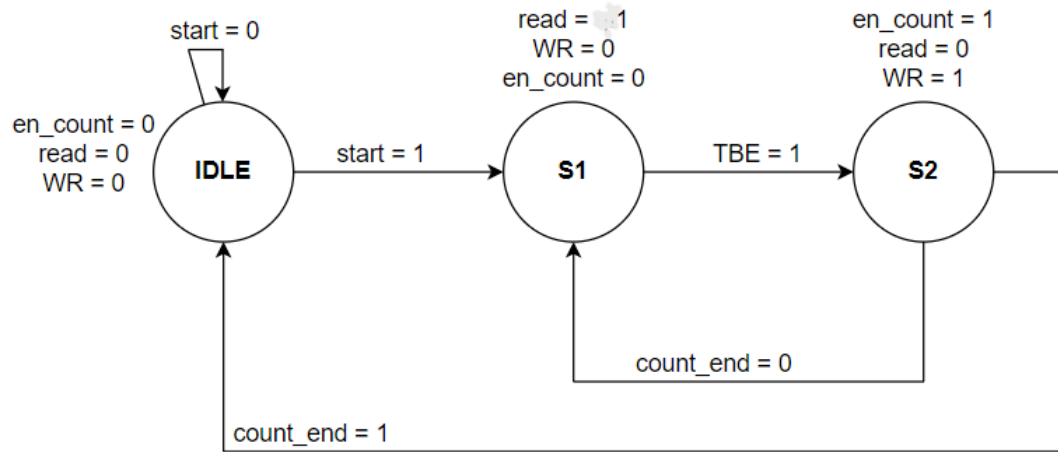 start = 0
read = 1
WR = 0
en_count = 0
en_count = 1
read = 0
WR = 1
en_count = 0
read = 0
WR = 0
IDLE
start = 1
S1
TBE = 1
S2
count_end = 0
count_end = 1